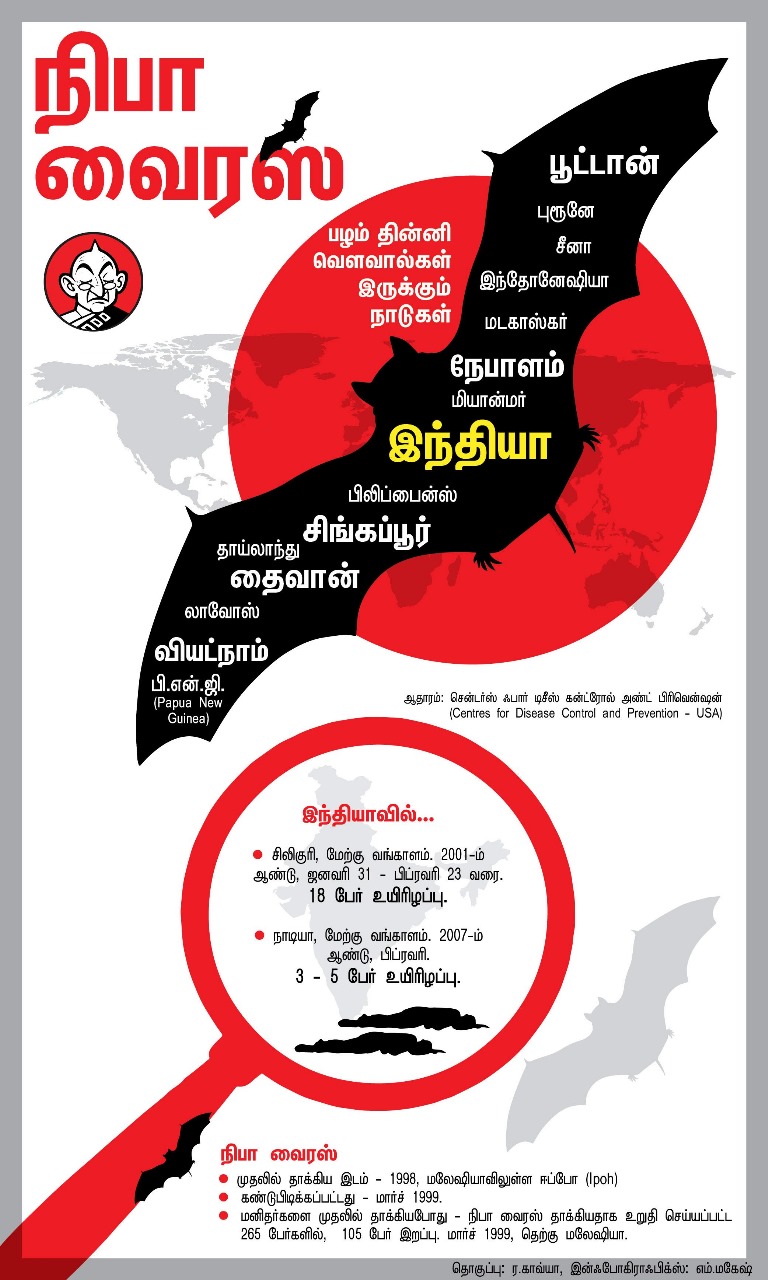 நிபா
வைரஸ்
பழம் தின்னி
வௌவால்கள்
இருக்கும்
நாடுகள்
பூட்டான்
புரூனே
சீனா
இந்தோனேஷியா
மடகாஸ்கர்
நேபாளம்
மியான்மர்
இந்தியா
பிலிப்பைன்ஸ்
சிங்கப்பூர்
தாய்லாந்து
தைவான்
லாவோஸ்
வியட்நாம்
பி.என்.ஜி.
(Papua New
Guinea)
ஆதாரம்: சென்டர்ஸ் ஃபார் டிசீஸ் கன்ட்ரோல் அண்ட் பிரிவென்ஷன்
(Centres for Disease Control and Prevention - USA)
இந்தியாவில்...
● சிலிகுரி, மேற்கு வங்காளம். 2001-ம்
ஆண்டு, ஜனவரி 31 - பிப்ரவரி 23 வரை.
18 பேர் உயிரிழப்பு.
● நாடியா, மேற்கு வங்காளம். 2007-ம்
ஆண்டு, பிப்ரவரி.
3 - 5 பேர் உயிரிழப்பு.
நிபா வைரஸ்
● முதலில் தாக்கிய இடம் - 1998, மலேஷியாவிலுள்ள ஈப்போ (Ipoh)
● கண்டுபிடிக்கப்பட்டது - மார்ச் 1999.
● மனிதர்களை முதலில் தாக்கியபோது - நிபா வைரஸ் தாக்கியதாக உறுதி செய்யப்பட்ட
265 பேர்களில், 105 பேர் இறப்பு. மார்ச் 1999, தெற்கு மலேஷியா.
தொகுப்பு: ர.காவ்யா, இன்ஃபோகிராஃபிக்ஸ்: எம்.மகேஷ்